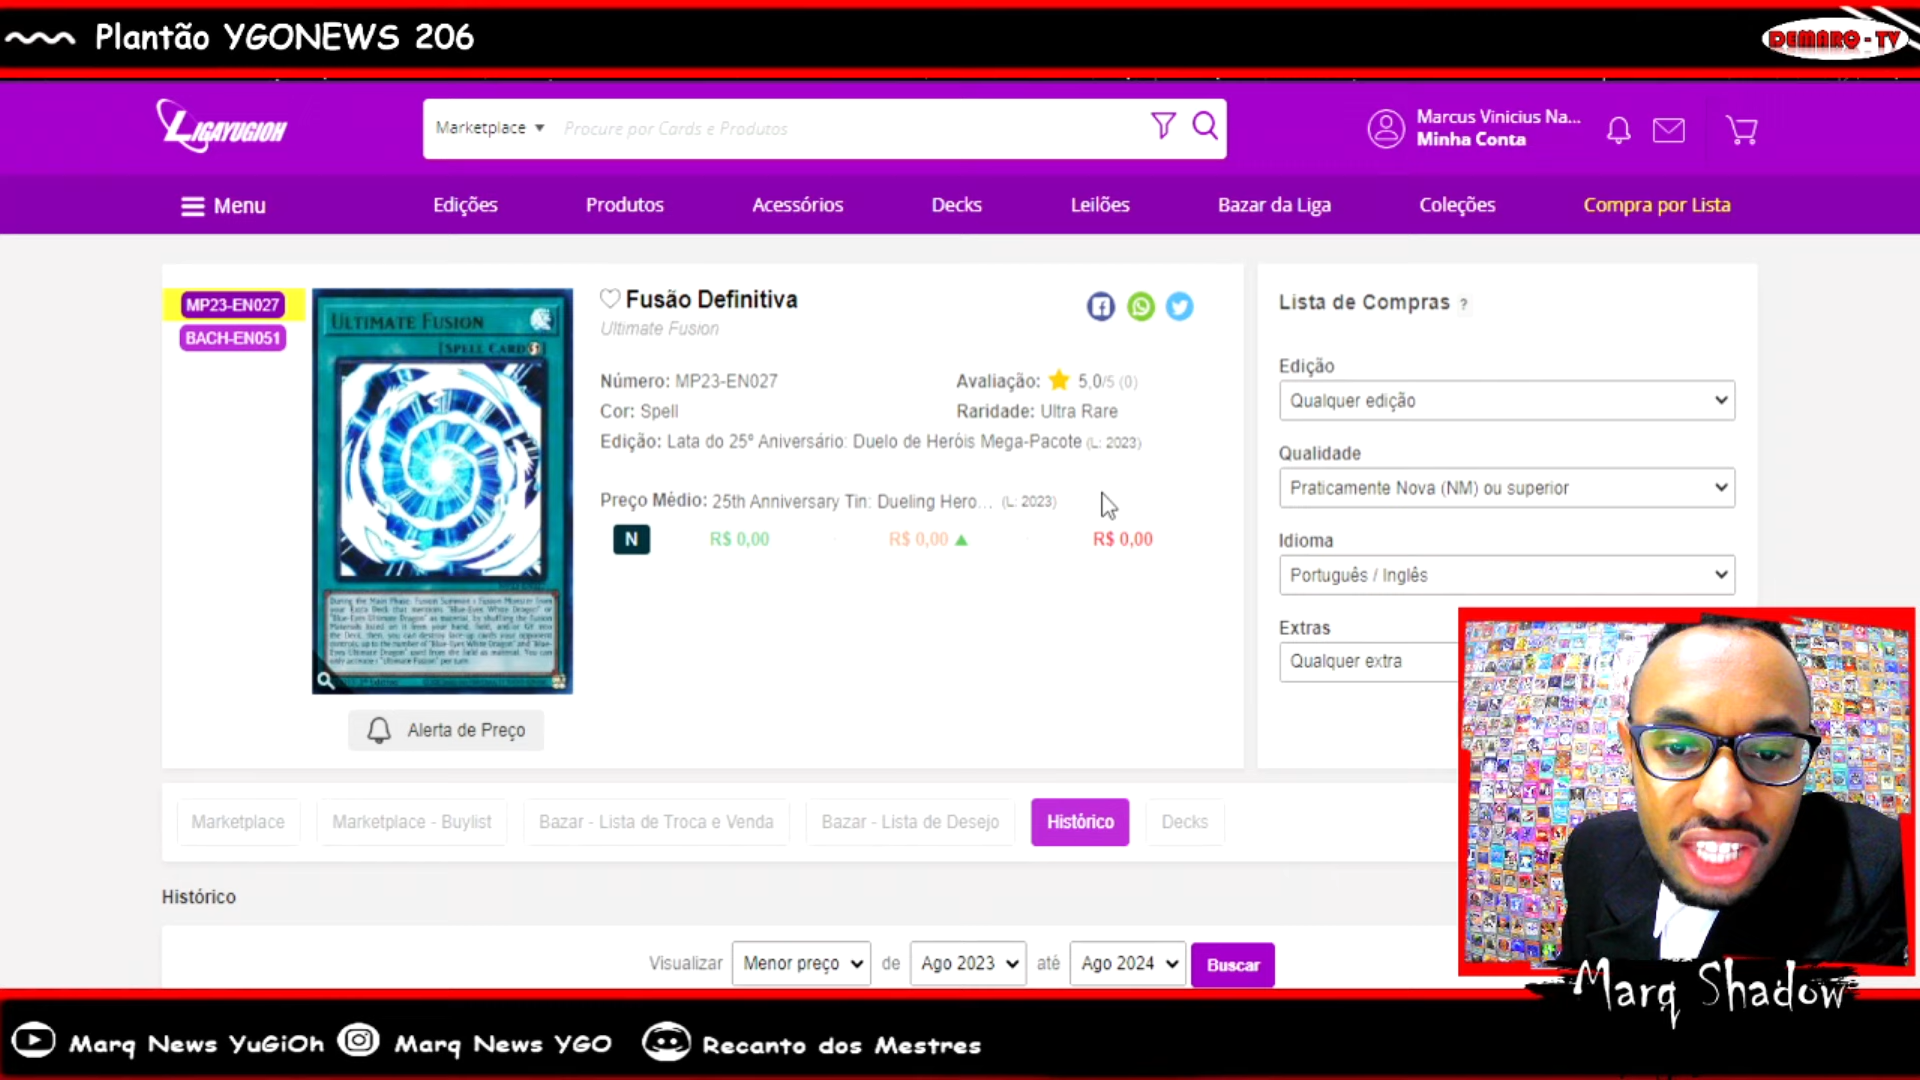 Plantão YGONEWS 206
DEMARQ - TV
LIGAYUGIOH
Marketplace
Procure por Cards e Produtos
Marcus Vinicius Na...
Minha Conta
Menu
Edições
Produtos
Acessórios
Decks
Leilões
Bazar da Liga
Coleções
Compra por Lista
MP23-EN027
BACH-EN051
ULTIMATE FUSION
[SPELL CARD]
Alerta de Preço
Fusão Definitiva
Ultimate Fusion
Número: MP23-EN027
Avaliação: 5,0/5 (0)
Cor: Spell
Raridade: Ultra Rare
Edição: Lata do 25º Aniversário: Duelo de Heróis Mega-Pacote (L: 2023)
Preço Médio: 25th Anniversary Tin: Dueling Hero... (L: 2023)
N
R$ 0,00
R$ 0,00
R$ 0,00
Lista de Compras ?
Edição
Qualquer edição
Qualidade
Praticamente Nova (NM) ou superior
Idioma
Português / Inglês
Extras
Qualquer extra
Marketplace
Marketplace - Buylist
Bazar - Lista de Troca e Venda
Bazar - Lista de Desejo
Histórico
Decks
Histórico
Visualizar
Menor preço
de
Ago 2023
até
Ago 2024
Buscar
Marq Shadow
Marq News YuGiOh
Marq News YGO
Recanto dos Mestres